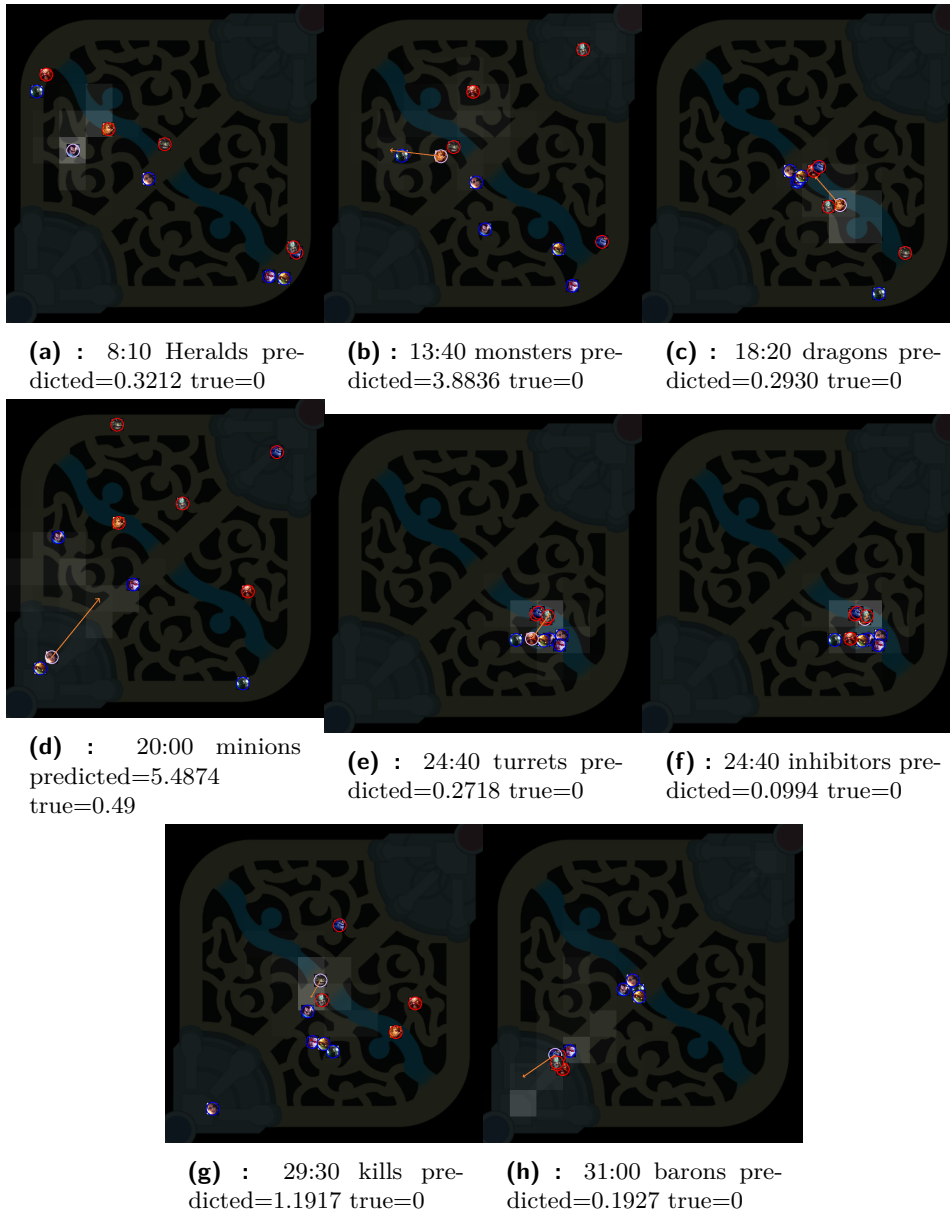 (a) : 8:10 Heralds pre-
dicted=0.3212 true=0
(b) : 13:40 monsters pre-
dicted=3.8836 true=0
(c) : 18:20 dragons pre-
dicted=0.2930 true=0
(d) : 20:00 minions
predicted=5.4874
true=0.49
(e) : 24:40 turrets pre-
dicted=0.2718 true=0
(f) : 24:40 inhibitors pre-
dicted=0.0994 true=0
(g) : 29:30 kills pre-
dicted=1.1917 true=0
(h) : 31:00 barons pre-
dicted=0.1927 true=0